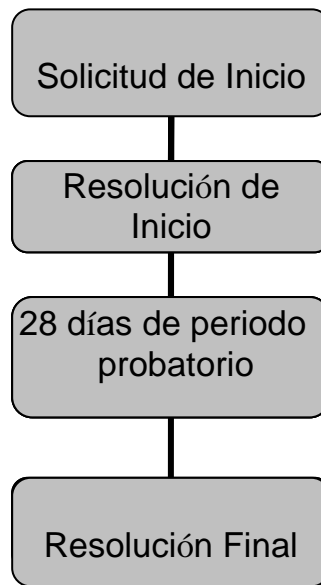 Solicitud de Inicio
Resolución de
Inicio
28 días de periodo
probatorio
Resolución Final